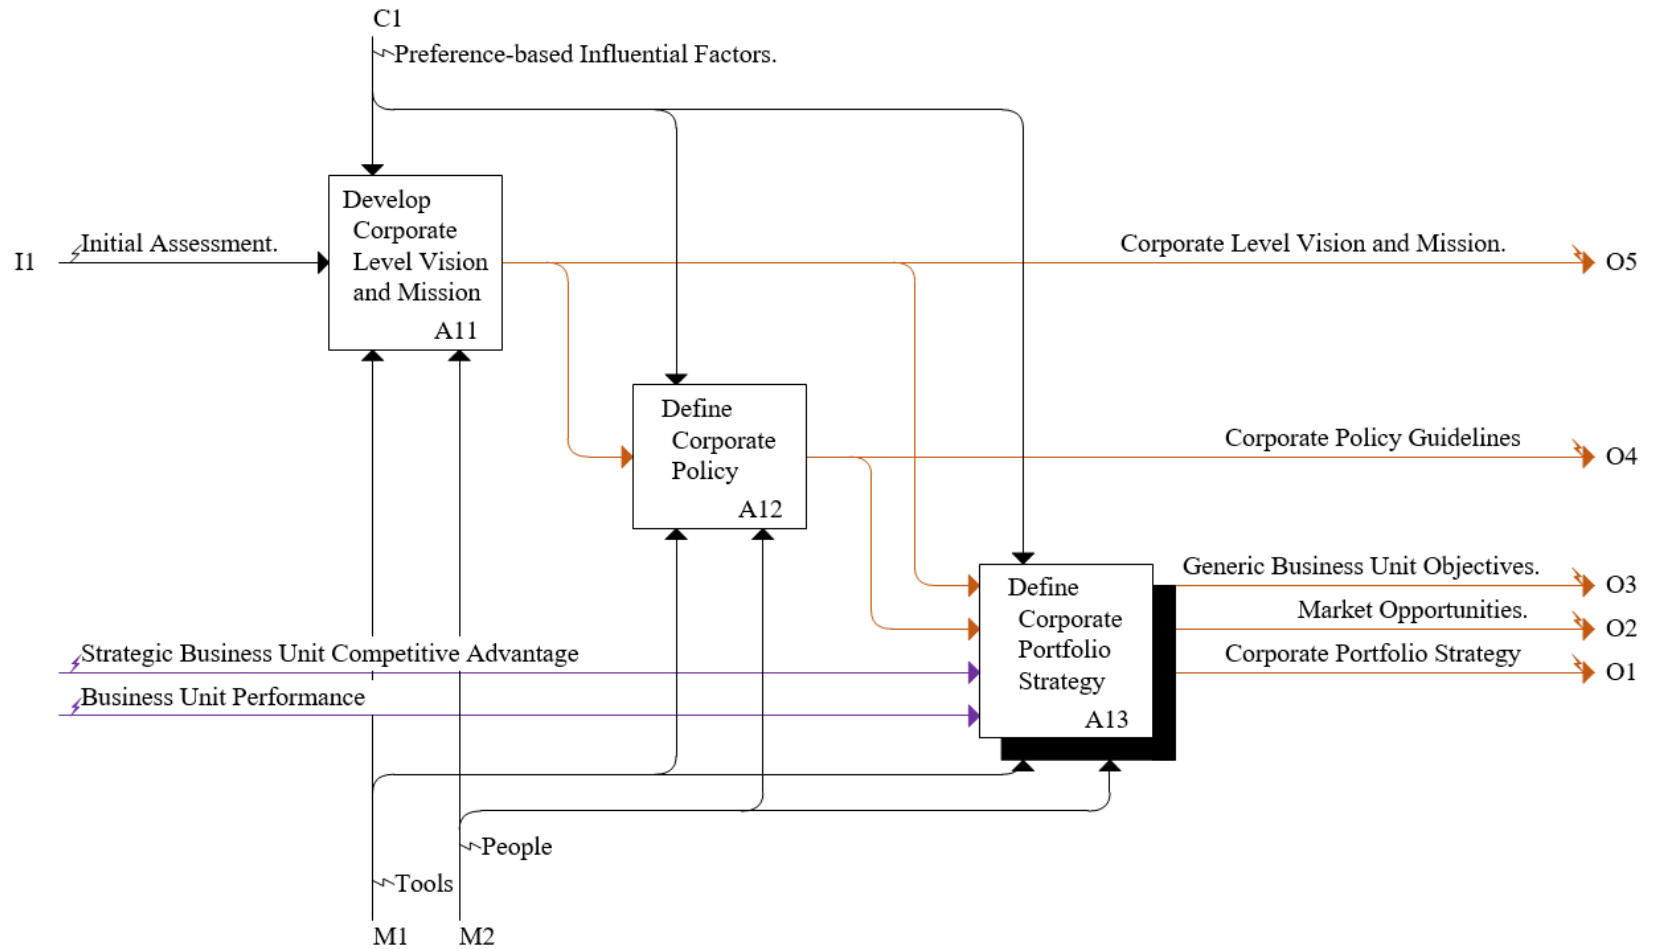 C1
Preference-based Influential Factors.
Develop
Corporate
Level Vision
and Mission
A11
I1
Initial Assessment.
Corporate Level Vision and Mission.
O5
Define
Corporate
Policy
A12
Corporate Policy Guidelines
O4
Define
Corporate
Portfolio
Strategy
A13
Generic Business Unit Objectives.
O3
Market Opportunities.
O2
Corporate Portfolio Strategy
O1
Strategic Business Unit Competitive Advantage
Business Unit Performance
People
Tools
M1
M2